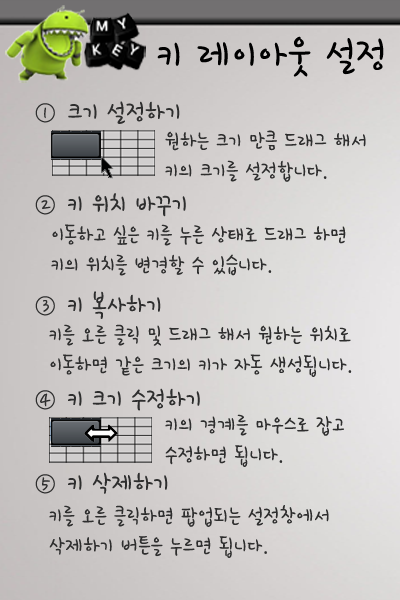 MY
KEY
키 레이아웃 설정
① 크기 설정하기
원하는 크기 만큼 드래그 해서
키의 크기를 설정합니다.
② 키 위치 바꾸기
이동하고 싶은 키를 누른 상태로 드래그 하면
키의 위치를 변경할 수 있습니다.
③ 키 복사하기
키를 오른 클릭 및 드래그 해서 원하는 위치로
이동하면 같은 크기의 키가 자동 생성됩니다.
④ 키 크기 수정하기
키의 경계를 마우스로 잡고
수정하면 됩니다.
⑤ 키 삭제하기
키를 오른 클릭하면 팝업되는 설정창에서
삭제하기 버튼을 누르면 됩니다.